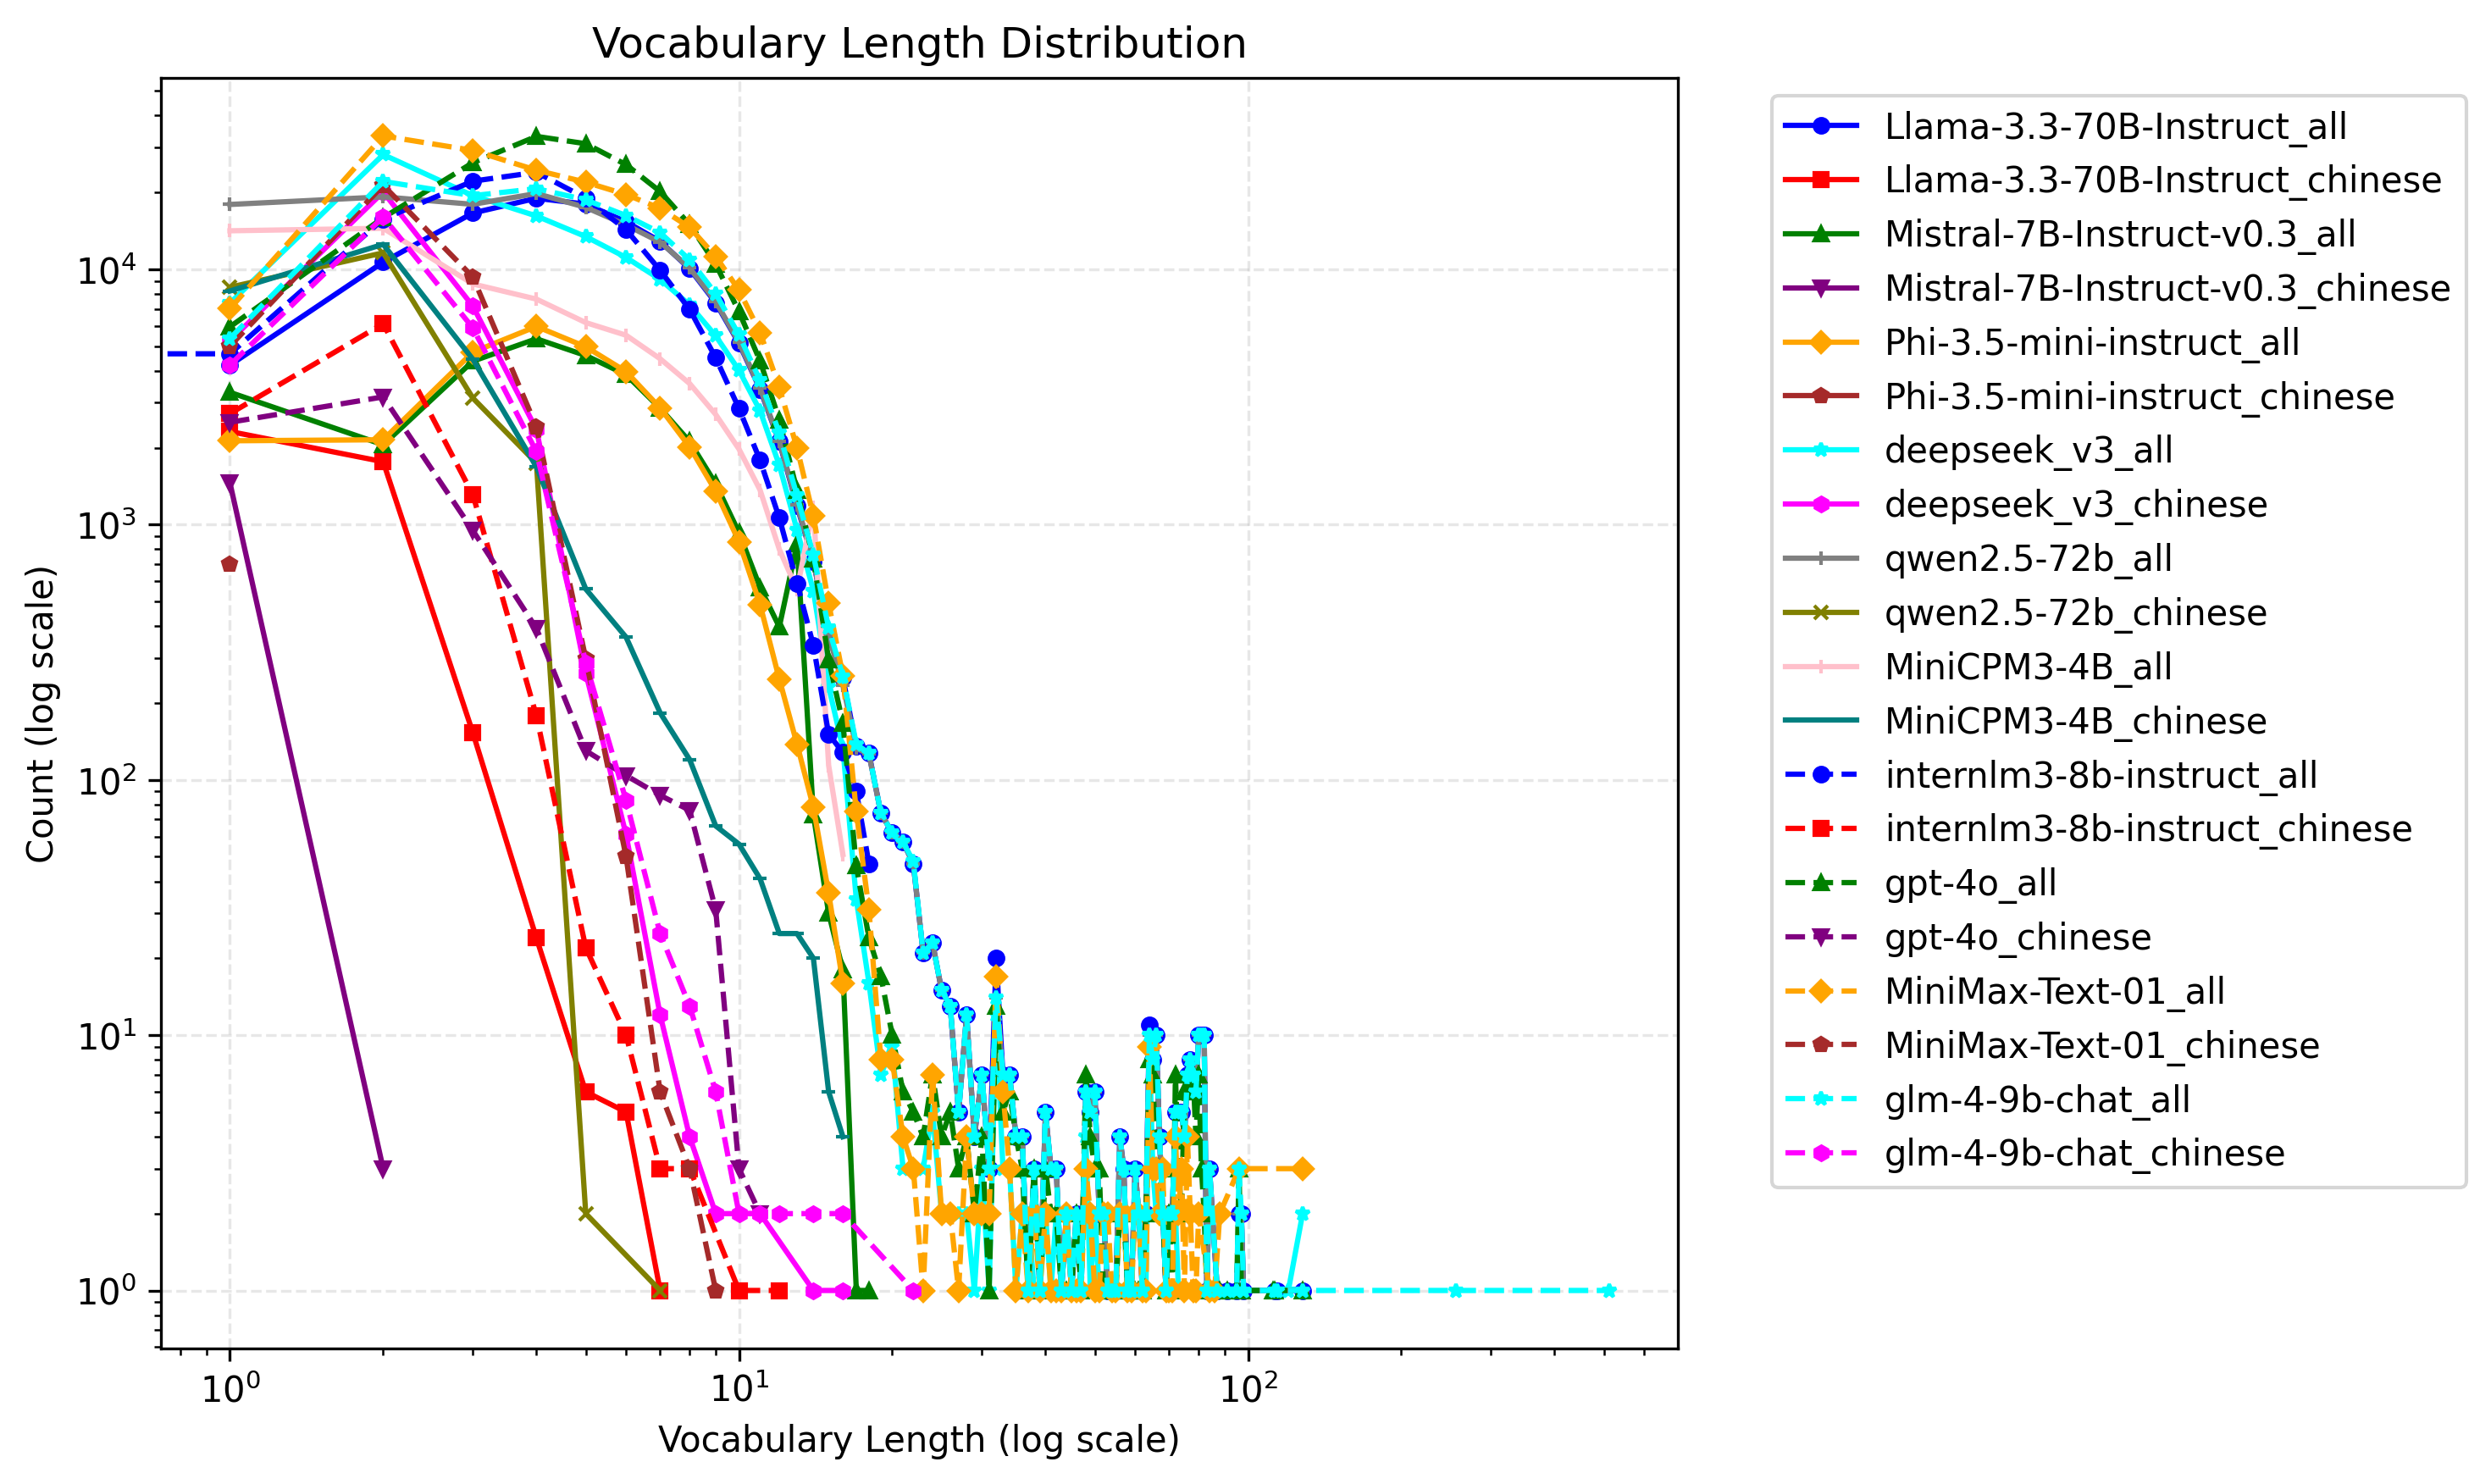 Vocabulary Length Distribution
Count (log scale)
10⁴
10³
10²
10¹
10⁰
10⁰ 10¹ 10²
Vocabulary Length (log scale)
Llama-3.3-70B-Instruct_all
Llama-3.3-70B-Instruct_chinese
Mistral-7B-Instruct-v0.3_all
Mistral-7B-Instruct-v0.3_chinese
Phi-3.5-mini-instruct_all
Phi-3.5-mini-instruct_chinese
deepseek_v3_all
deepseek_v3_chinese
qwen2.5-72b_all
qwen2.5-72b_chinese
MiniCPM3-4B_all
MiniCPM3-4B_chinese
internlm3-8b-instruct_all
internlm3-8b-instruct_chinese
gpt-4o_all
gpt-4o_chinese
MiniMax-Text-01_all
MiniMax-Text-01_chinese
glm-4-9b-chat_all
glm-4-9b-chat_chinese